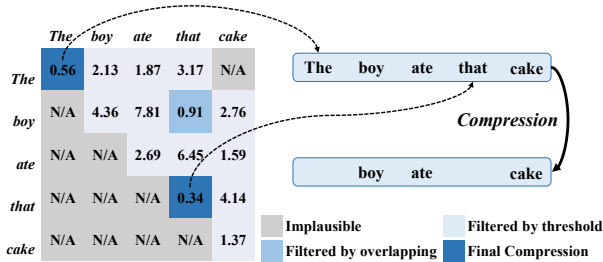 The boy ate that cake
The 0.56 2.13 1.87 3.17 N/A
boy N/A 4.36 7.81 0.91 2.76
ate N/A N/A 2.69 6.45 1.59
that N/A N/A N/A 0.34 4.14
cake N/A N/A N/A N/A 1.37
The boy ate that cake
Compression
boy ate cake
Implausible
Filtered by threshold
Filtered by overlapping
Final Compression